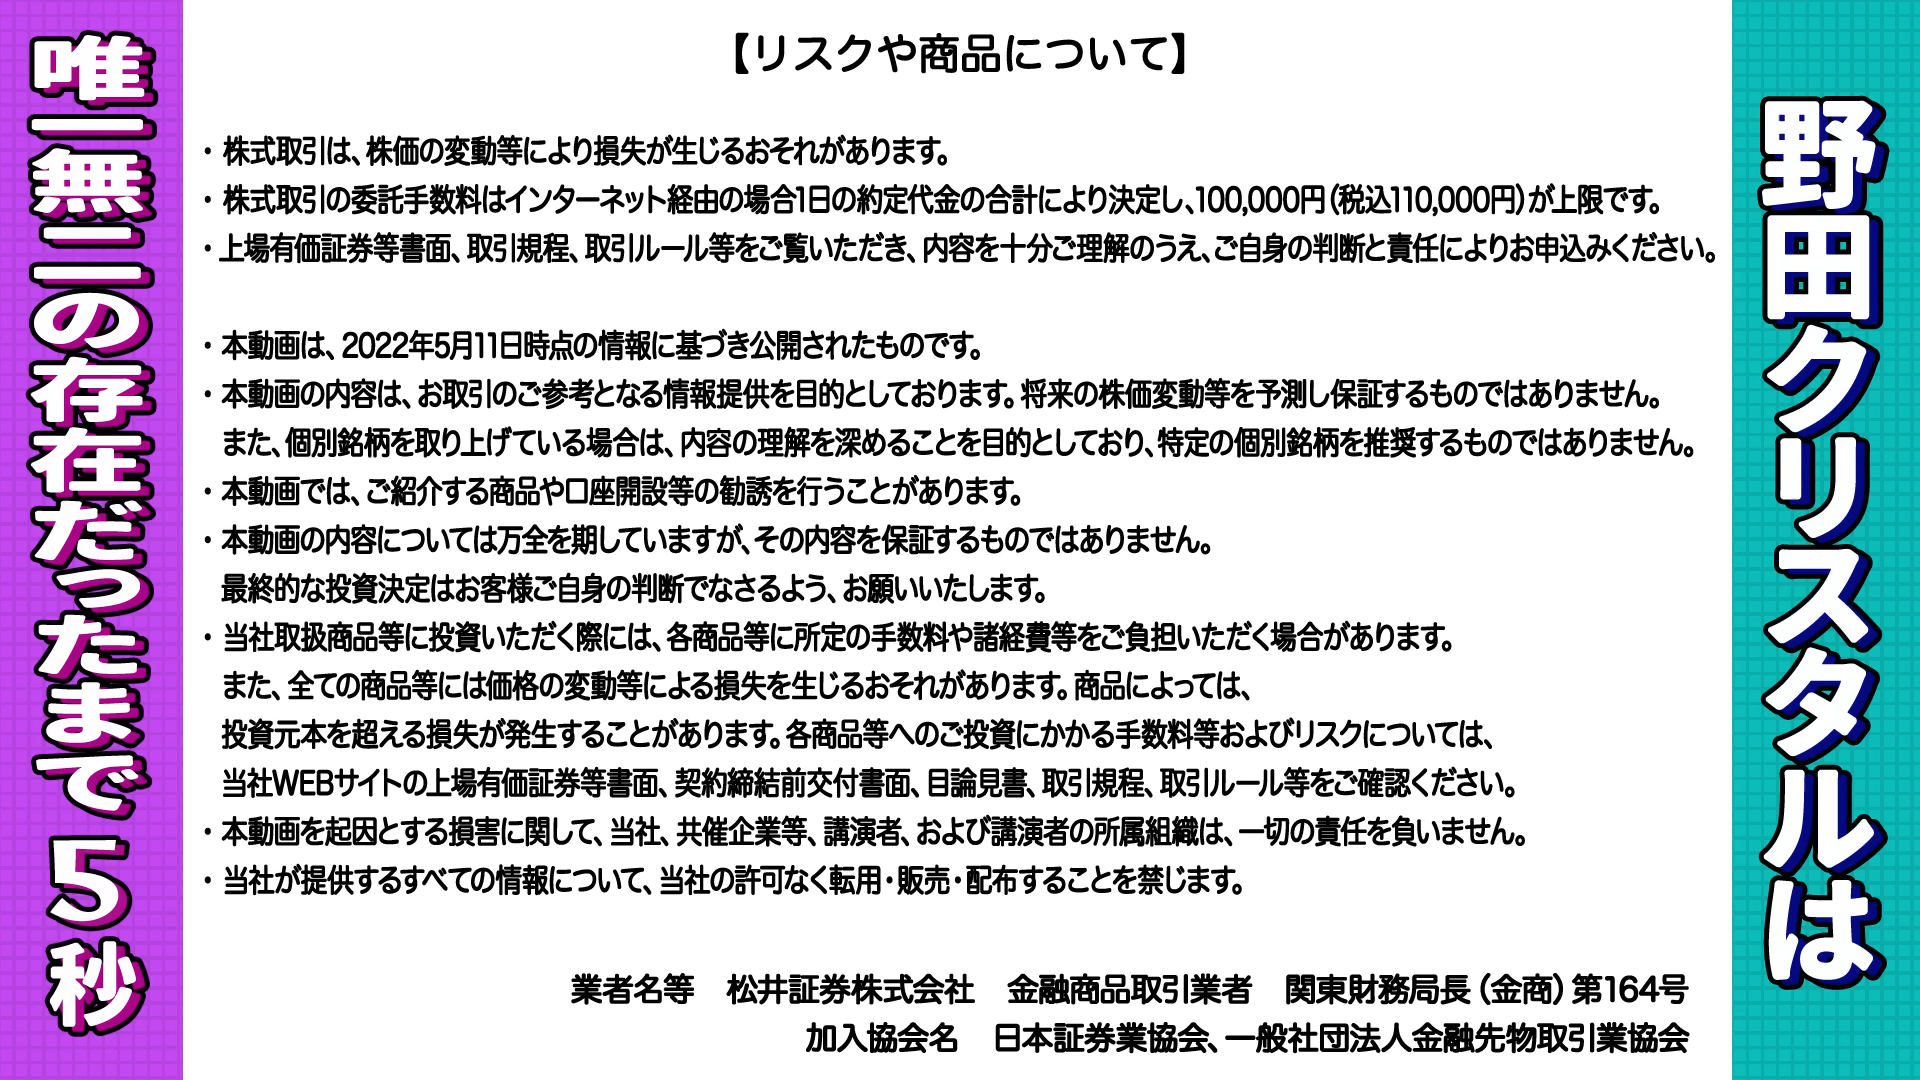 野田クリスタルは
唯一無二の存在だったまで5秒
【リスクや商品について】
・株式取引は、株価の変動等により損失が生じるおそれがあります。
・株式取引の委託手数料はインターネット経由の場合1日の約定代金の合計により決定し、100,000円（税込110,000円）が上限です。
・上場有価証券等書面、取引規程、取引ルール等をご覧いただき、内容を十分ご理解のうえ、ご自身の判断と責任によりお申込みください。
・本動画は、2022年5月11日時点の情報に基づき公開されたものです。
・本動画の内容は、お取引のご参考となる情報提供を目的としております。将来の株価変動等を予測し保証するものではありません。
また、個別銘柄を取り上げている場合は、内容の理解を深めることを目的としており、特定の個別銘柄を推奨するものではありません。
・本動画では、ご紹介する商品や口座開設等の勧誘を行うことがあります。
・本動画の内容については万全を期していますが、その内容を保証するものではありません。
最終的な投資決定はお客様ご自身の判断でなさるよう、お願いいたします。
・当社取扱商品等に投資いただく際には、各商品等に所定の手数料や諸経費等をご負担いただく場合があります。
また、全ての商品等には価格の変動等による損失を生じるおそれがあります。商品によっては、
投資元本を超える損失が発生することがあります。各商品等へのご投資にかかる手数料等およびリスクについては、
当社WEBサイトの上場有価証券等書面、契約締結前交付書面、目論見書、取引規程、取引ルール等をご確認ください。
・本動画を起因とする損害に関して、当社、共催企業等、講演者、および講演者の所属組織は、一切の責任を負いません。
・当社が提供するすべての情報について、当社の許可なく転用・販売・配布することを禁じます。
業者名等　松井証券株式会社　金融商品取引業者　関東財務局長（金商）第164号
加入協会名　日本証券業協会、一般社団法人金融先物取引業協会